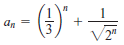 aₙ = (1/3)ⁿ + 1/√2ⁿ